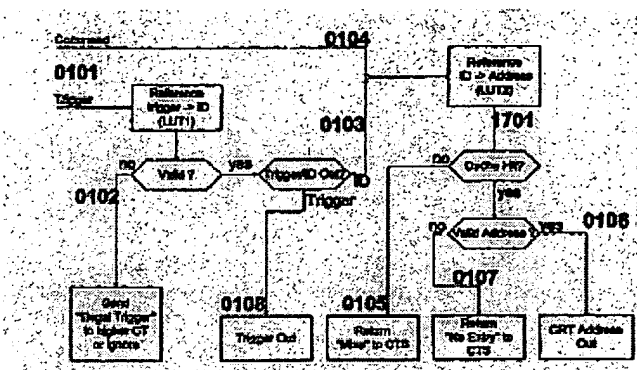 Command
0104
0101
Trigger
Reference
trigger -> ID
(LUT1)
Reference
ID -> Address
(LUT2)
0103
1701
no
Valid ?
yes
Trigger/ID Out?
ID
no
Cache Hit?
0102
Trigger
yes
no
Valid Address ?
yes
0106
0107
0108
0105
Send
"Illegal Trigger"
to higher CT
or ignore
Trigger Out
Return
"Miss" to CTS
Return
"No Entry" to
CTS
CRT Address
Out